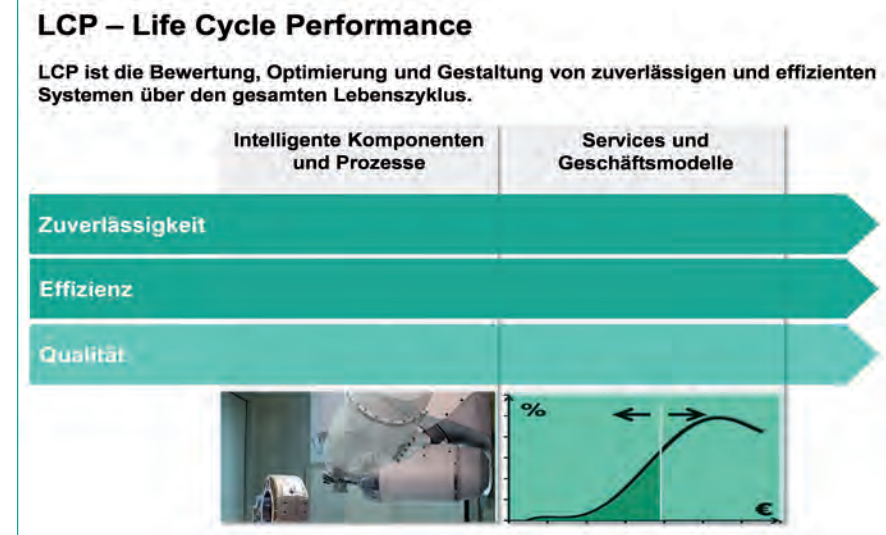 LCP – Life Cycle Performance
LCP ist die Bewertung, Optimierung und Gestaltung von zuverlässigen und effizienten
Systemen über den gesamten Lebenszyklus.
Intelligente Komponenten
und Prozesse
Services und
Geschäftsmodelle
Zuverlässigkeit
Effizienz
Qualität
%
€